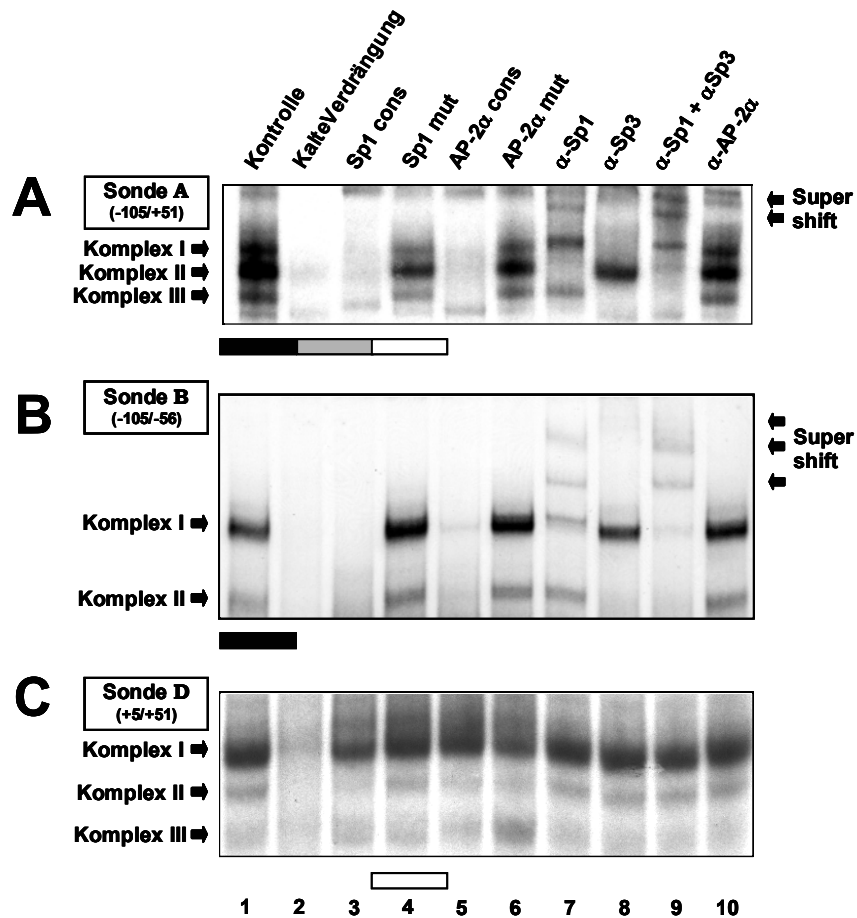 Kontrolle
KalteVerdrängung
Sp1 cons
Sp1 mut
AP-2α cons
AP-2α mut
α-Sp1
α-Sp3
α-Sp1 + αSp3
α-AP-2α
A
Sonde A
(-105/+51)
Komplex I
Komplex II
Komplex III
Super
shift
B
Sonde B
(-105/-56)
Komplex I
Komplex II
Super
shift
C
Sonde D
(+5/+51)
Komplex I
Komplex II
Komplex III
1 2 3 4 5 6 7 8 9 10